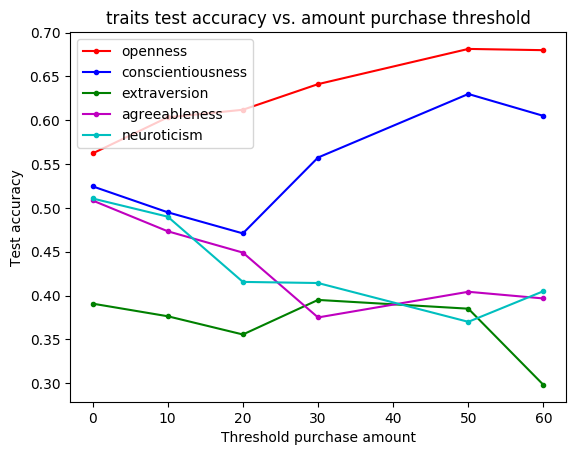 traits test accuracy vs. amount purchase threshold
openness
conscientiousness
extraversion
agreeableness
neuroticism
Test accuracy
0.70
0.65
0.60
0.55
0.50
0.45
0.40
0.35
0.30
0 10 20 30 40 50 60
Threshold purchase amount